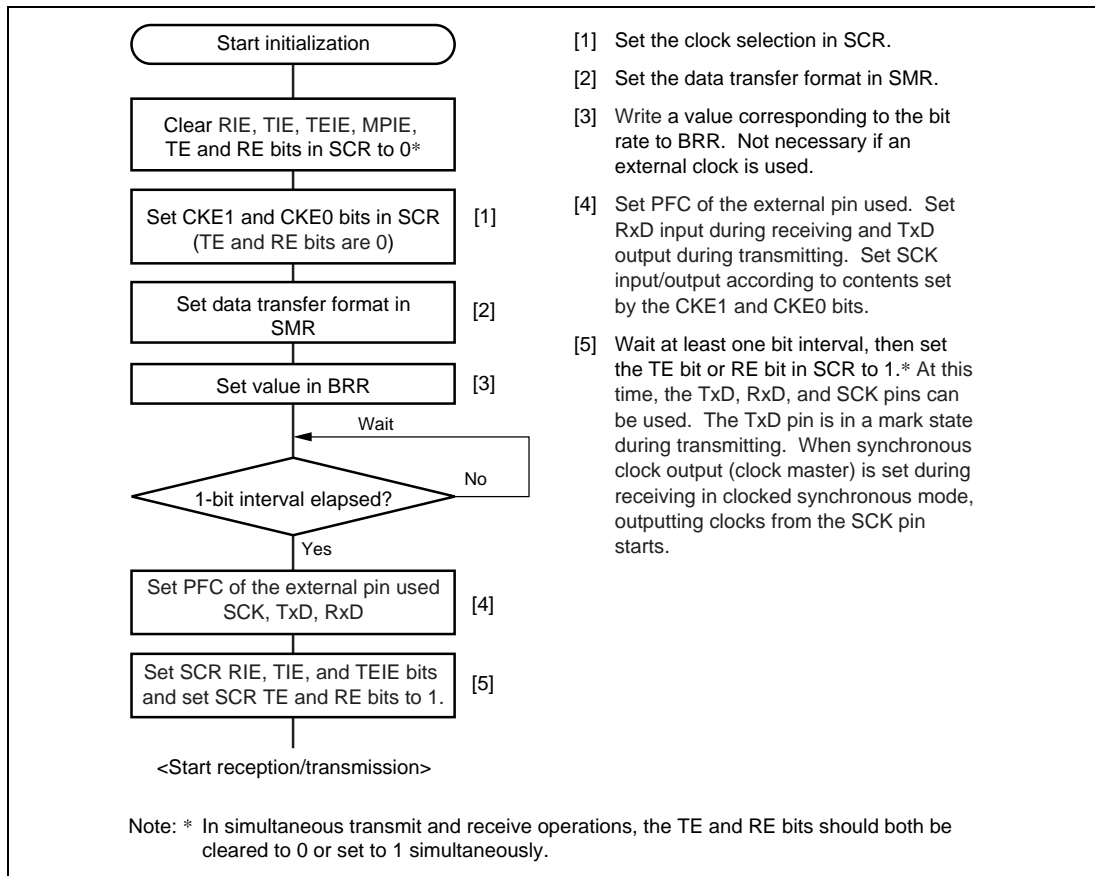 Start initialization
Clear RIE, TIE, TEIE, MPIE,
TE and RE bits in SCR to 0*
Set CKE1 and CKE0 bits in SCR
(TE and RE bits are 0)
[1]
Set data transfer format in
SMR
[2]
Set value in BRR
[3]
Wait
1-bit interval elapsed?
No
Yes
Set PFC of the external pin used
SCK, TxD, RxD
[4]
Set SCR RIE, TIE, and TEIE bits
and set SCR TE and RE bits to 1.
[5]
<Start reception/transmission>
[1] Set the clock selection in SCR.
[2] Set the data transfer format in SMR.
[3] Write a value corresponding to the bit
rate to BRR. Not necessary if an
external clock is used.
[4] Set PFC of the external pin used. Set
RxD input during receiving and TxD
output during transmitting. Set SCK
input/output according to contents set
by the CKE1 and CKE0 bits.
[5] Wait at least one bit interval, then set
the TE bit or RE bit in SCR to 1.* At this
time, the TxD, RxD, and SCK pins can
be used. The TxD pin is in a mark state
during transmitting. When synchronous
clock output (clock master) is set during
receiving in clocked synchronous mode,
outputting clocks from the SCK pin
starts.
Note: * In simultaneous transmit and receive operations, the TE and RE bits should both be
cleared to 0 or set to 1 simultaneously.